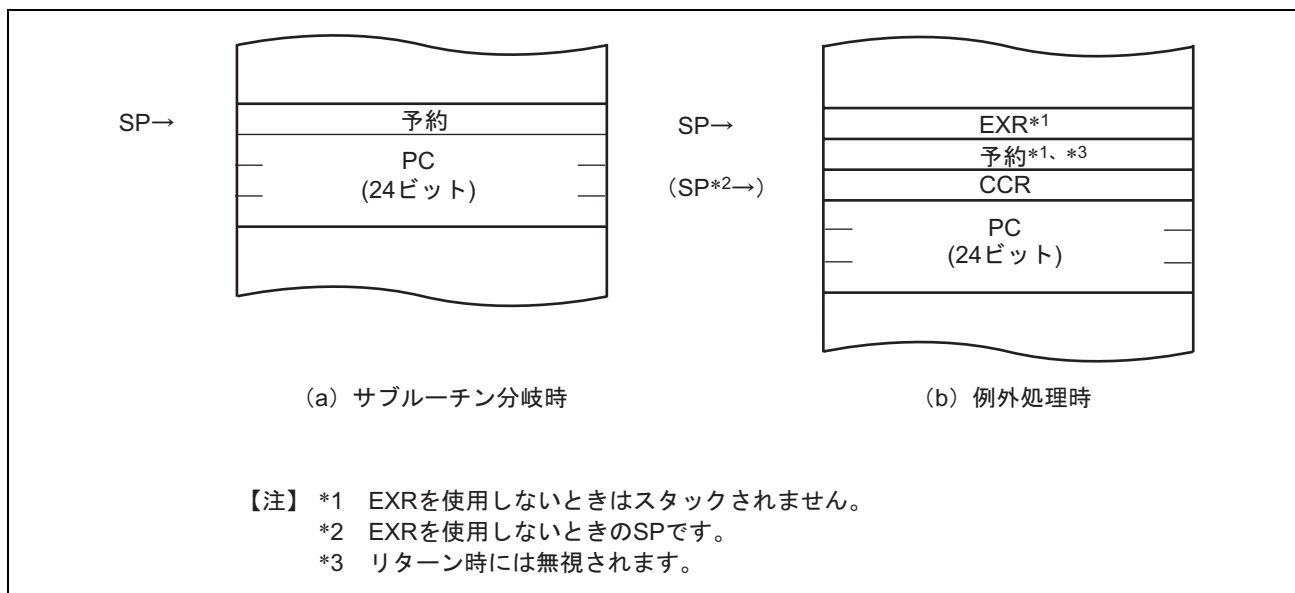 SP→
予約
PC
(24ビット)
(a) サブルーチン分岐時
SP→
EXR*1
予約*1、*3
(SP*2→)
CCR
PC
(24ビット)
(b) 例外処理時
【注】 *1 EXRを使用しないときはスタックされません。
*2 EXRを使用しないときのSPです。
*3 リターン時には無視されます。